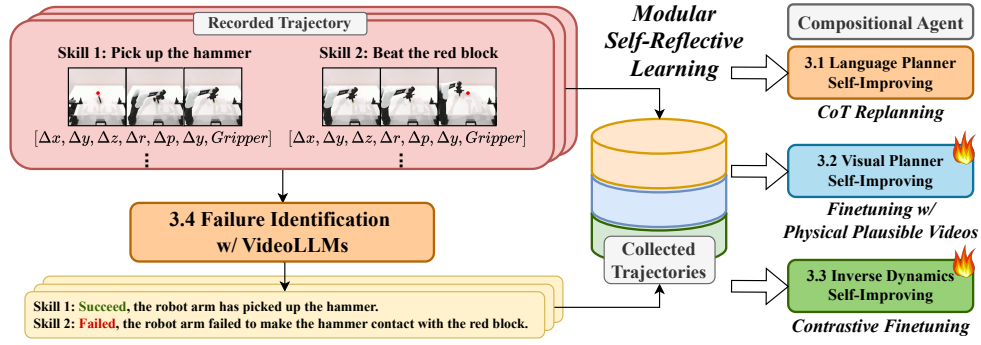 Recorded Trajectory
Skill 1: Pick up the hammer
Skill 2: Beat the red block
[Δx, Δy, Δz, Δr, Δp, Δy, Gripper]
[Δx, Δy, Δz, Δr, Δp, Δy, Gripper]
⋮
⋮
3.4 Failure Identification
w/ VideoLLMs
Skill 1: Succeed, the robot arm has picked up the hammer.
Skill 2: Failed, the robot arm failed to make the hammer contact with the red block.
Modular
Self-Reflective
Learning
Collected
Trajectories
Compositional Agent
3.1 Language Planner
Self-Improving
CoT Replanning
3.2 Visual Planner
Self-Improving
Finetuning w/
Physical Plausible Videos
3.3 Inverse Dynamics
Self-Improving
Contrastive Finetuning